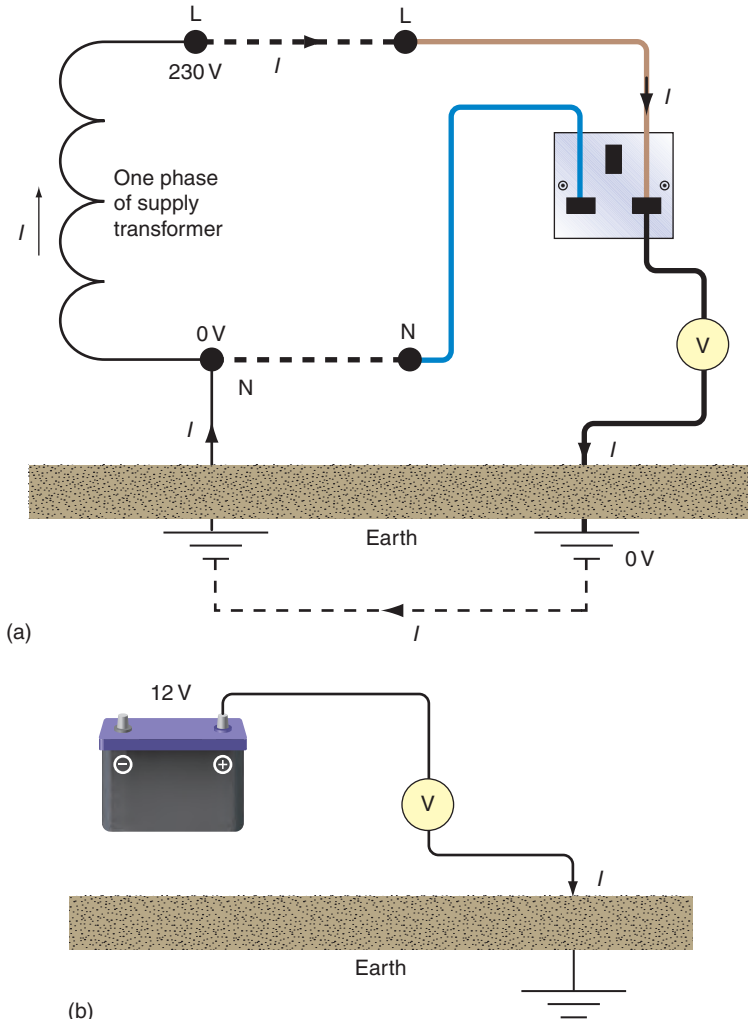 L
L
230 V
I
I
One phase
of supply
transformer
I
0 V
N
N
V
I
I
Earth
0 V
I
(a)
12 V
−
+
V
I
Earth
(b)